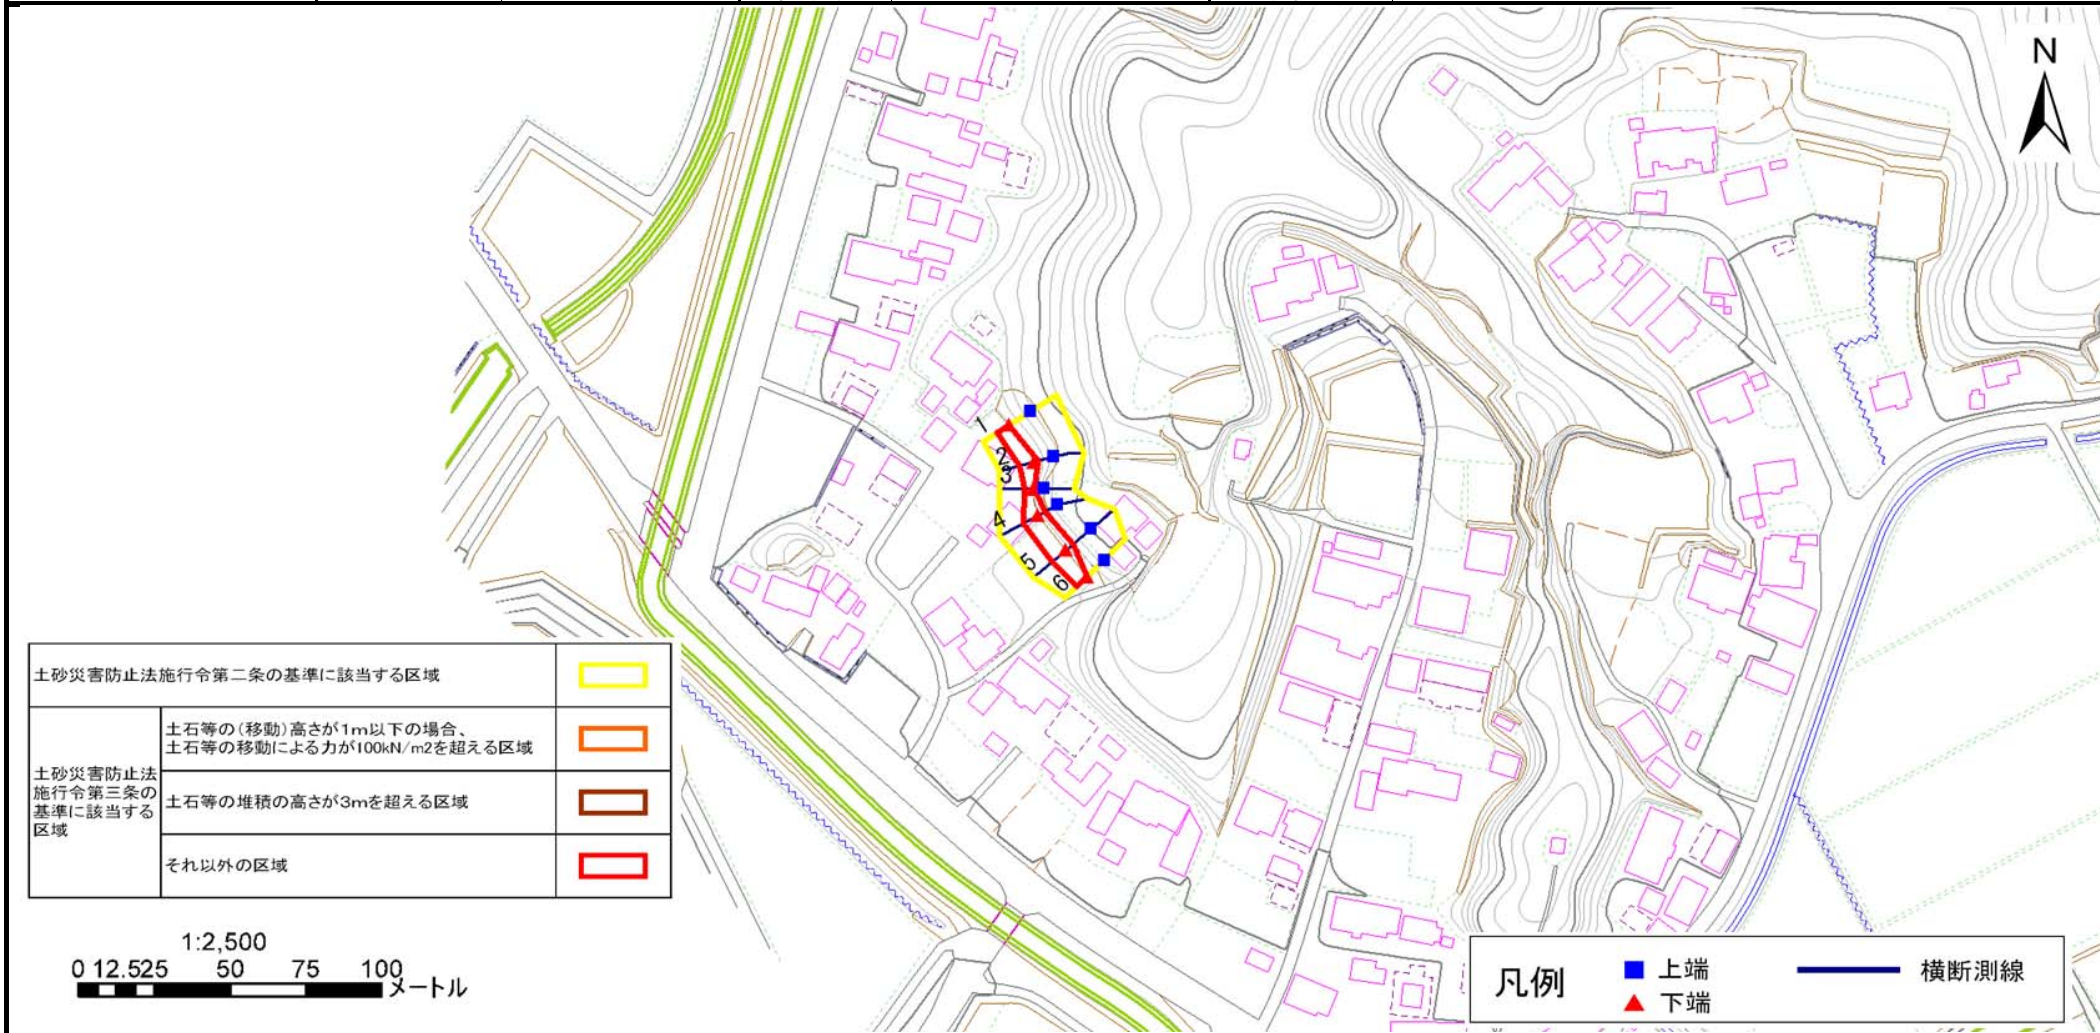 N
1
2
3
4
5
6
土砂災害防止法施行令第二条の基準に該当する区域
土砂災害防止法
施行令第三条の
基準に該当する
区域
土石等の(移動)高さが1m以下の場合、
土石等の移動による力が100kN/m2を超える区域
土石等の堆積の高さが3mを超える区域
それ以外の区域
1:2,500
0 12.525 50 75 100
メートル
凡例
上端
下端
横断測線